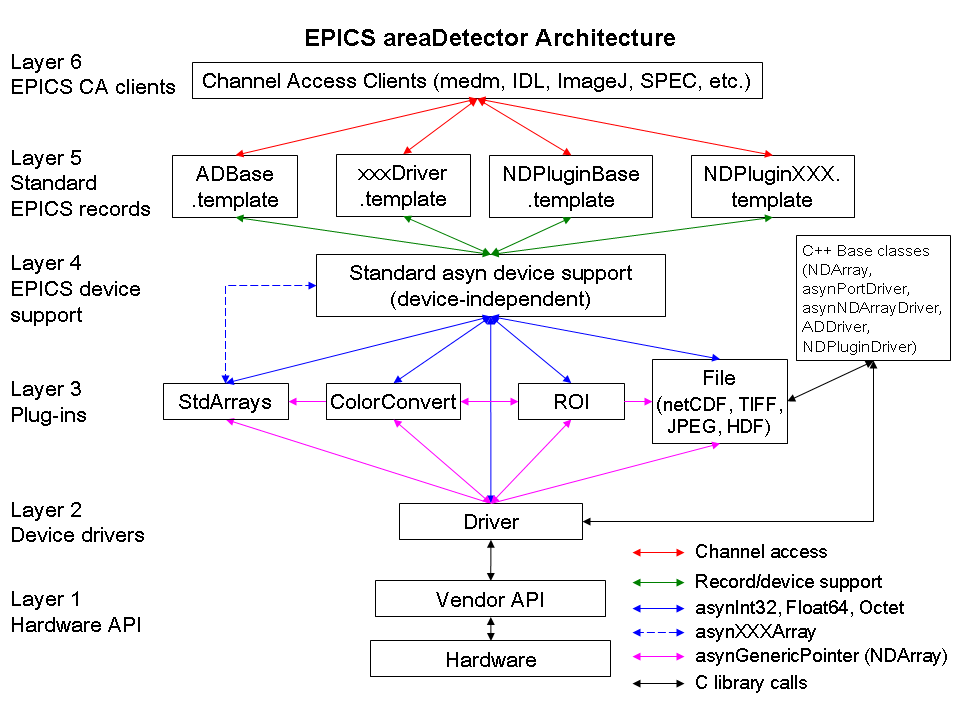 EPICS areaDetector Architecture
Layer 6
EPICS CA clients
Channel Access Clients (medm, IDL, ImageJ, SPEC, etc.)
Layer 5
Standard
EPICS records
ADBase
.template
xxxDriver
.template
NDPluginBase
.template
NDPluginXXX.
template
Layer 4
EPICS device
support
Standard asyn device support
(device-independent)
C++ Base classes
(NDArray,
asynPortDriver,
asynNDArrayDriver,
ADDriver,
NDPluginDriver)
Layer 3
Plug-ins
StdArrays
ColorConvert
ROI
File
(netCDF, TIFF,
JPEG, HDF)
Layer 2
Device drivers
Driver
Layer 1
Hardware API
Vendor API
Hardware
Channel access
Record/device support
asynInt32, Float64, Octet
asynXXXArray
asynGenericPointer (NDArray)
C library calls